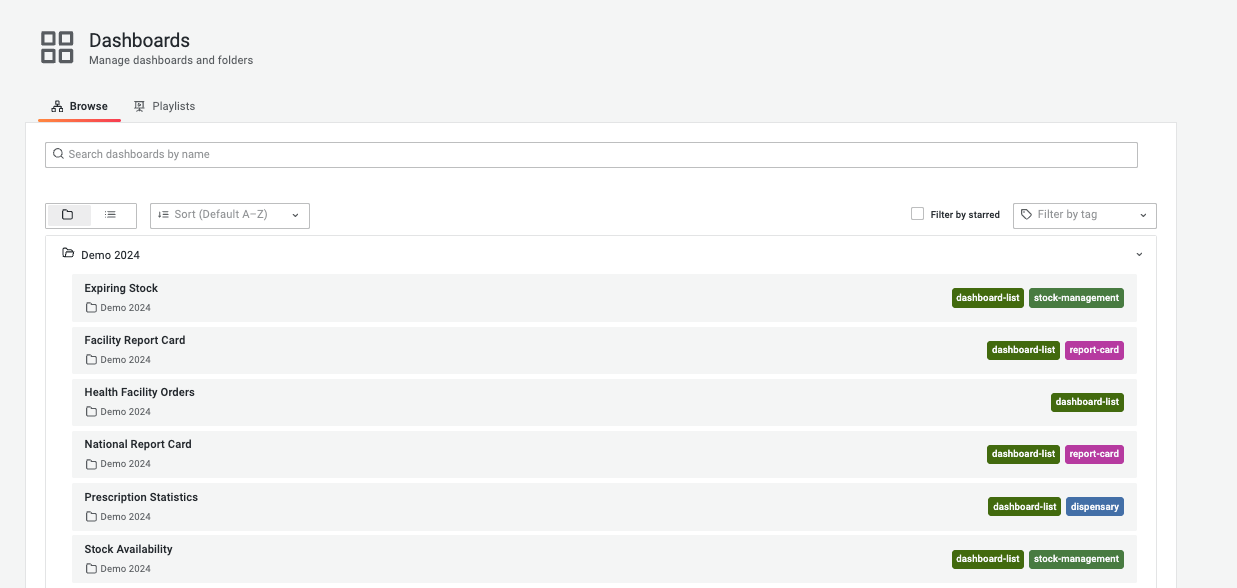 Dashboards
Manage dashboards and folders
Browse Playlists
Search dashboards by name
Sort (Default A–Z) Filter by starred Filter by tag
Demo 2024
Expiring Stock
Demo 2024
dashboard-list stock-management
Facility Report Card
Demo 2024
dashboard-list report-card
Health Facility Orders
Demo 2024
dashboard-list
National Report Card
Demo 2024
dashboard-list report-card
Prescription Statistics
Demo 2024
dashboard-list dispensary
Stock Availability
Demo 2024
dashboard-list stock-management